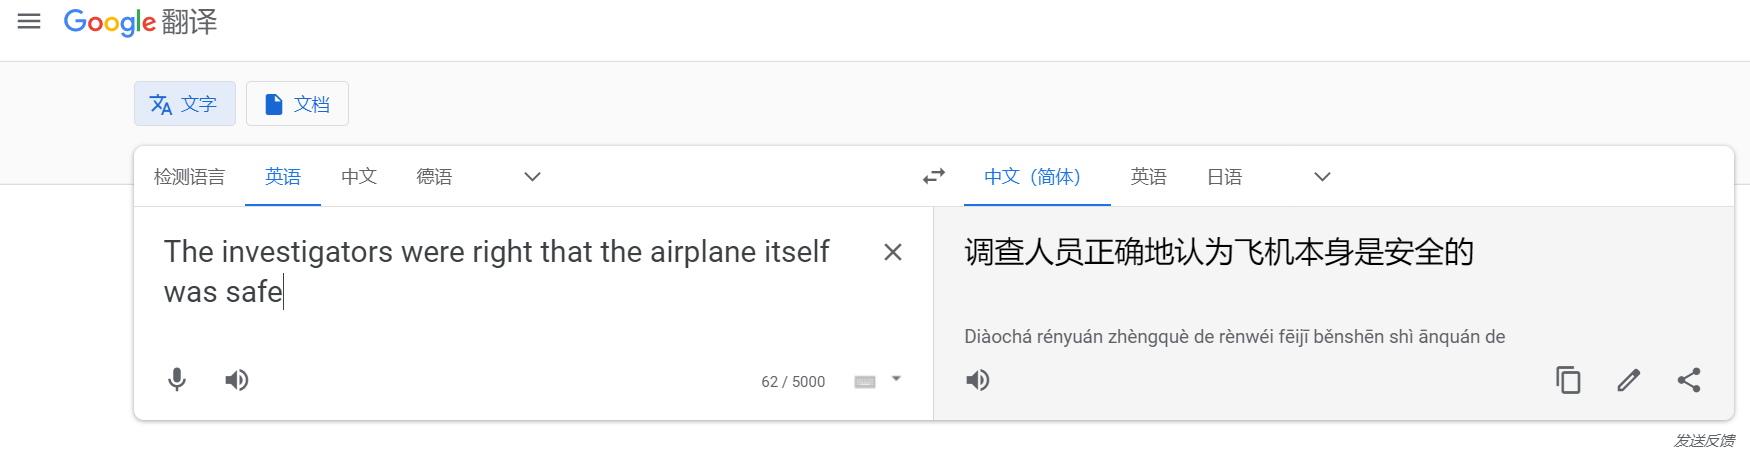 Google 翻译
文字 文档
检测语言 英语 中文 德语 中文（简体） 英语 日语
The investigators were right that the airplane itself
was safe
调查人员正确地认为飞机本身是安全的
Diàochá rényuán zhèngquè de rènwéi fēijī běnshēn shì ānquán de
62 / 5000
发送反馈